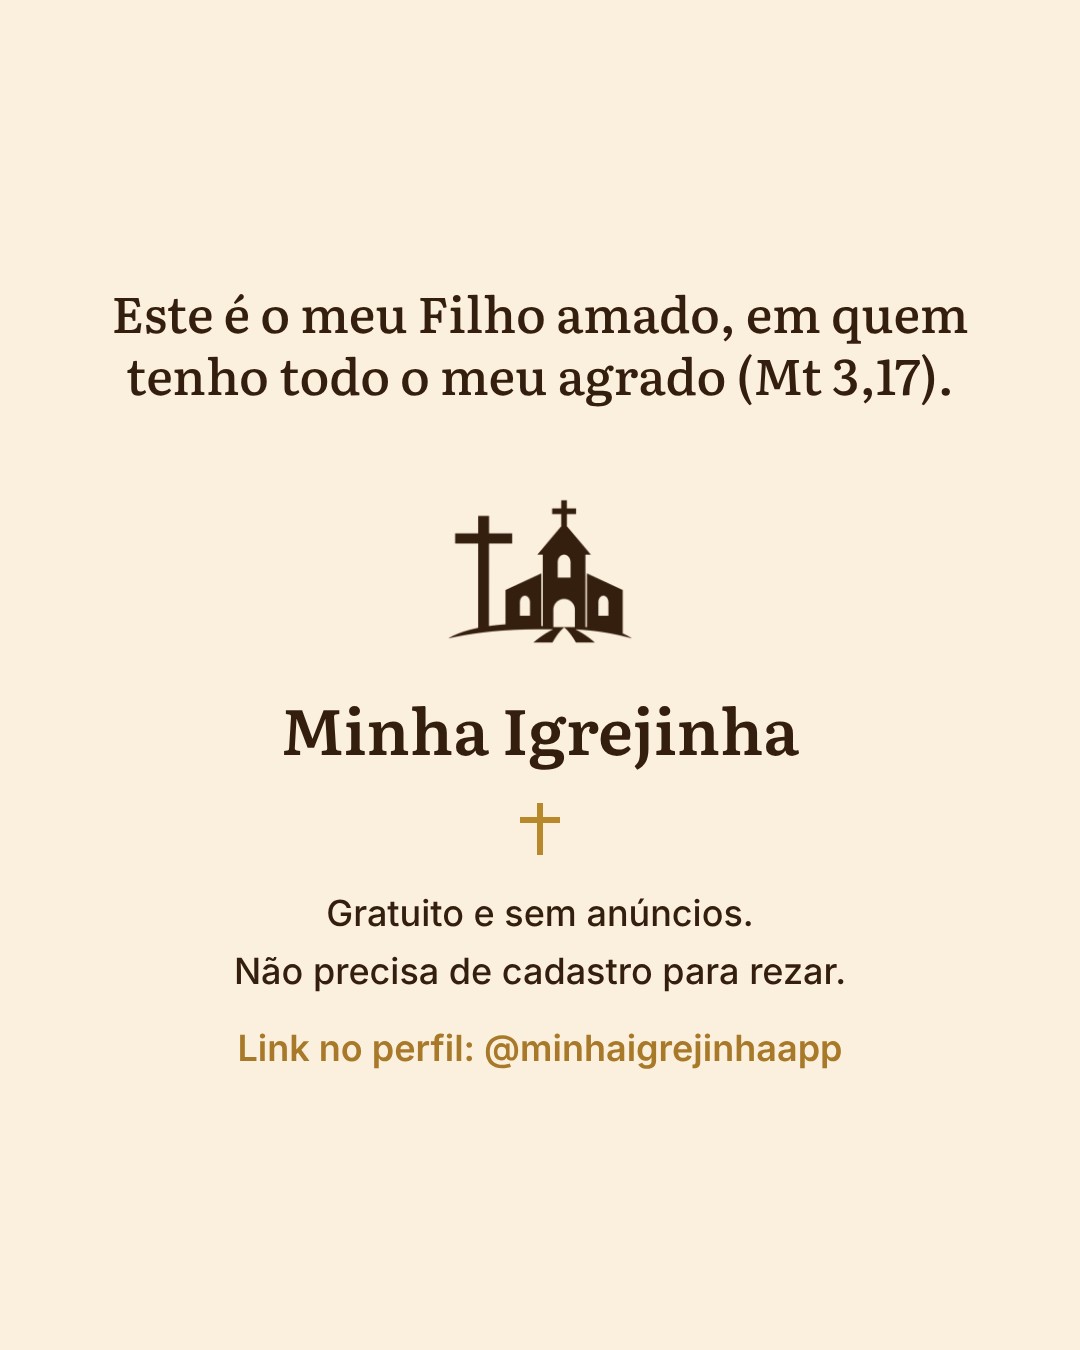 Este é o meu Filho amado, em quem
tenho todo o meu agrado (Mt 3,17).
Minha Igrejinha
Gratuito e sem anúncios.
Não precisa de cadastro para rezar.
Link no perfil: @minhaigrejinhaapp